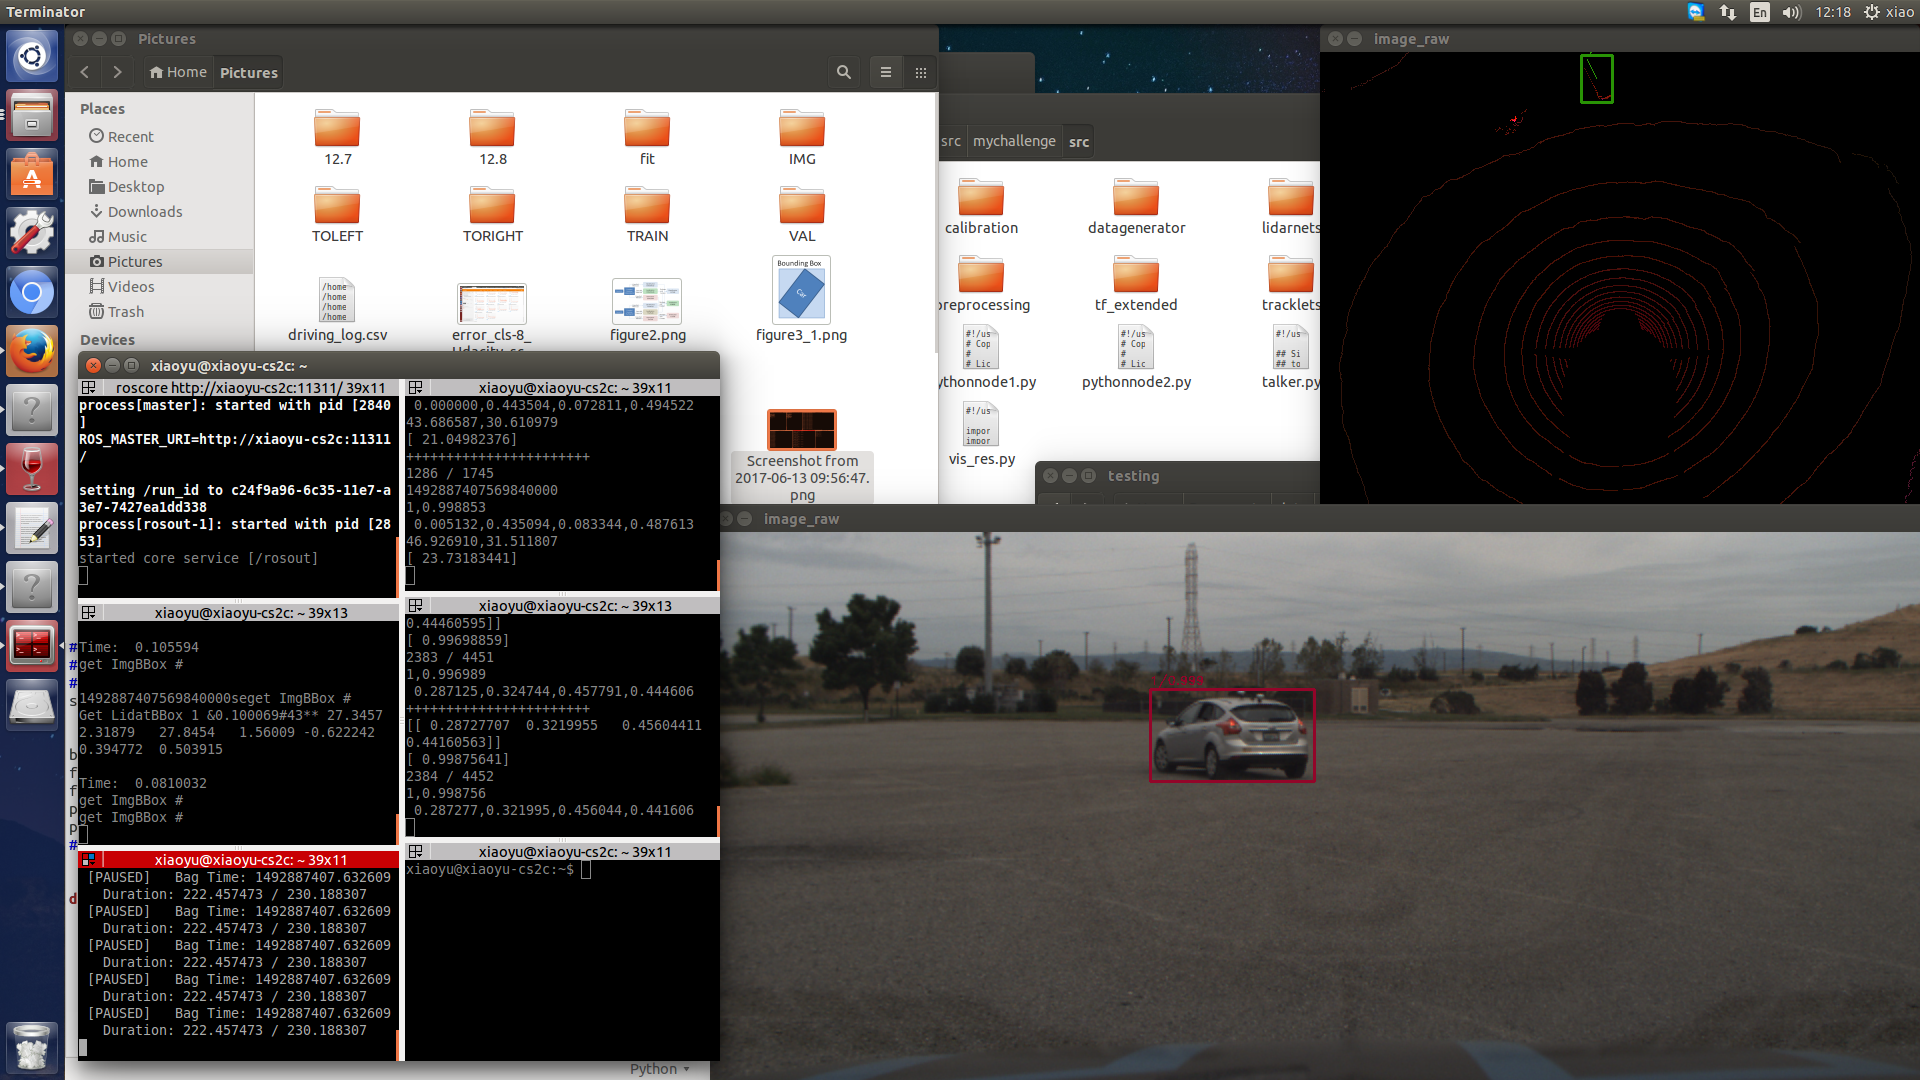 Terminator
En
12:18
xiao
Pictures
Home
Pictures
Places
Recent
Home
Desktop
Downloads
Music
Pictures
Videos
Trash
Devices
12.7
12.8
fit
IMG
TOLEFT
TORIGHT
TRAIN
VAL
driving_log.csv
error_cls-8_
figure2.png
Bounding Box
Car
figure3_1.png
Screenshot from
2017-06-13 09:56:47.
png
src
mychallenge
src
calibration
datagenerator
lidarnets
preprocessing
tf_extended
tracklets
pythonnode1.py
pythonnode2.py
talker.py
vis_res.py
testing
image_raw
image_raw
xiaoyu@xiaoyu-cs2c: ~
roscore http://xiaoyu-cs2c:11311/ 39x11
process[master]: started with pid [2840
]
ROS_MASTER_URI=http://xiaoyu-cs2c:11311
/
setting /run_id to c24f9a96-6c35-11e7-a
3e7-7427ea1dd338
process[rosout-1]: started with pid [28
53]
started core service [/rosout]
xiaoyu@xiaoyu-cs2c: ~ 39x11
0.000000,0.443504,0.072811,0.494522
43.686587,30.610979
[ 21.04982376]
+++++++++++++++++++++++
1286 / 1745
1492887407569840000
1,0.998853
0.005132,0.435094,0.083344,0.487613
46.926910,31.511807
[ 23.73183441]
xiaoyu@xiaoyu-cs2c: ~ 39x13
Time:  0.105594
get ImgBBox #
1492887407569840000seget ImgBBox #
Get LidatBBox 1 &0.100069#43** 27.3457
2.31879   27.8454   1.56009 -0.622242
0.394772  0.503915
Time:  0.0810032
get ImgBBox #
get ImgBBox #
xiaoyu@xiaoyu-cs2c: ~ 39x13
0.44460595]]
[ 0.99698859]
2383 / 4451
1,0.996989
0.287125,0.324744,0.457791,0.444606
+++++++++++++++++++++++
[[ 0.28727707  0.3219955   0.45604411
0.44160563]]
[ 0.99875641]
2384 / 4452
1,0.998756
0.287277,0.321995,0.456044,0.441606
xiaoyu@xiaoyu-cs2c: ~ 39x11
[PAUSED]   Bag Time: 1492887407.632609
Duration: 222.457473 / 230.188307
[PAUSED]   Bag Time: 1492887407.632609
Duration: 222.457473 / 230.188307
[PAUSED]   Bag Time: 1492887407.632609
Duration: 222.457473 / 230.188307
[PAUSED]   Bag Time: 1492887407.632609
Duration: 222.457473 / 230.188307
[PAUSED]   Bag Time: 1492887407.632609
Duration: 222.457473 / 230.188307
xiaoyu@xiaoyu-cs2c: ~ 39x11
xiaoyu@xiaoyu-cs2c:~$
Python